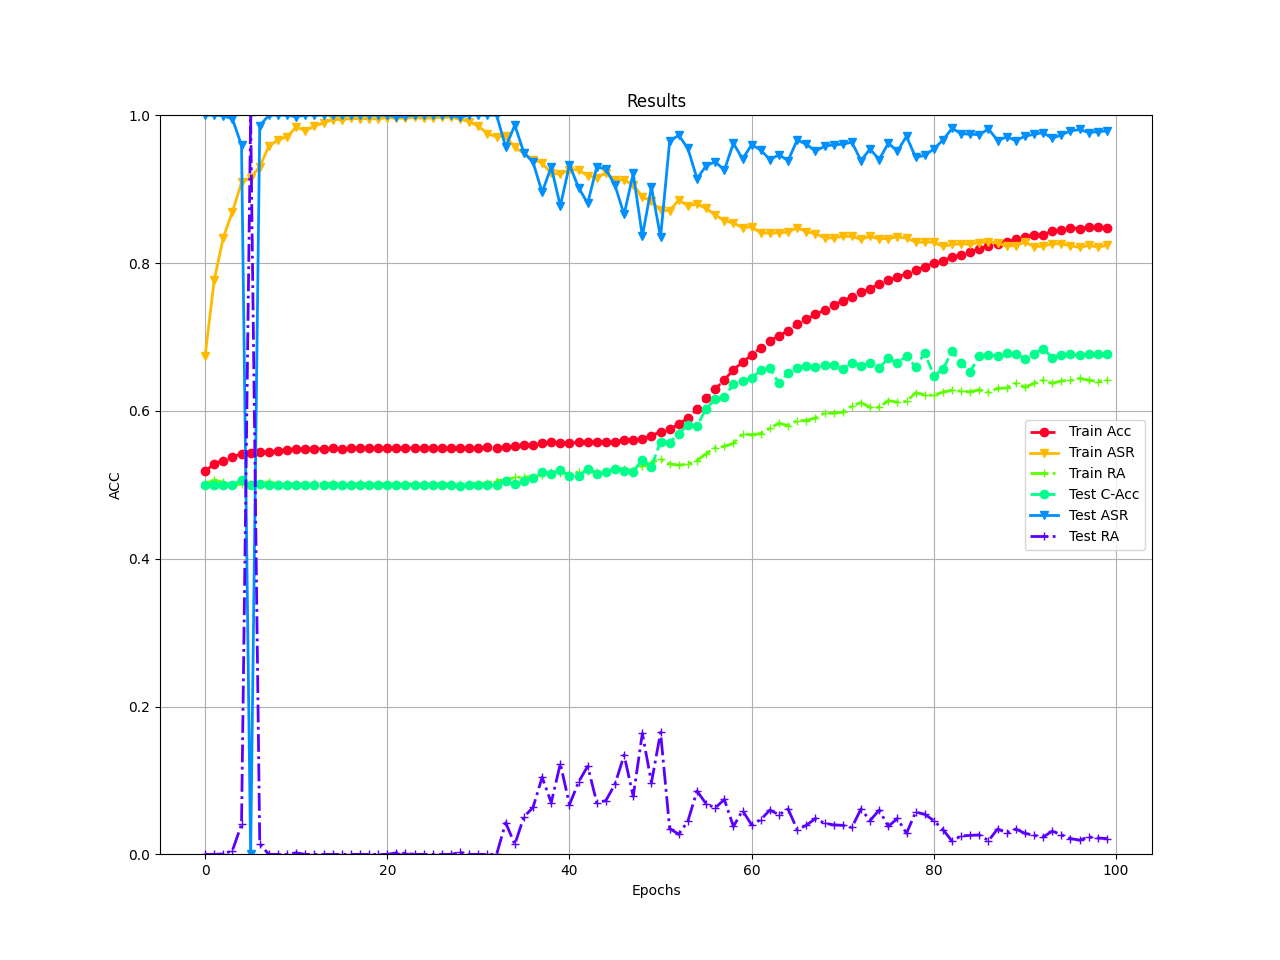 Results
1.0
0.8
0.6
0.4
0.2
0.0
ACC
Train Acc
Train ASR
Train RA
Test C-Acc
Test ASR
Test RA
0 20 40 60 80 100
Epochs